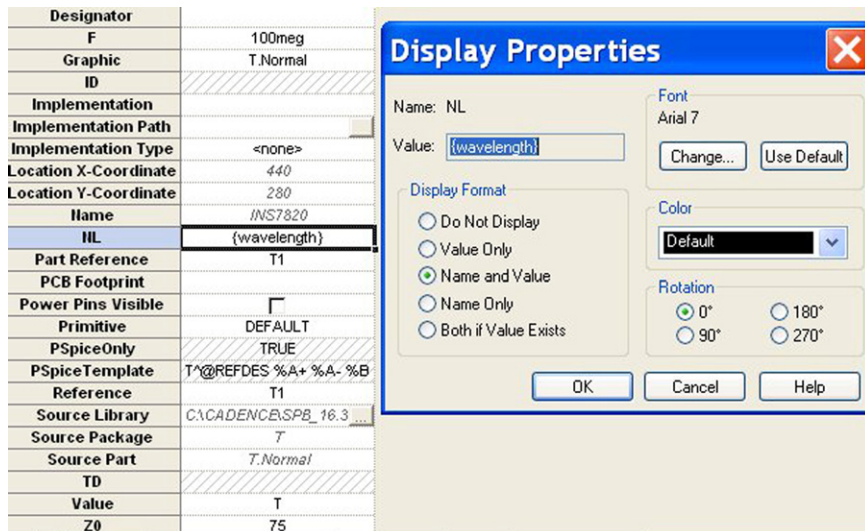 Designator
F 100meg
Graphic T.Normal
ID
Implementation
Implementation Path
Implementation Type <none>
Location X-Coordinate 440
Location Y-Coordinate 280
Name INS7820
NL {wavelength}
Part Reference T1
PCB Footprint
Power Pins Visible
Primitive DEFAULT
PSpiceOnly TRUE
PSpiceTemplate T^@REFDES %A+ %A- %B
Reference T1
Source Library C:\CADENCE\SPB_16.3 ...
Source Package T
Source Part T.Normal
TD
Value T
Z0 75
Display Properties
Name: NL
Value: {wavelength}
Display Format
Do Not Display
Value Only
Name and Value
Name Only
Both if Value Exists
Font
Arial 7
Change... Use Default
Color
Default
Rotation
0° 180°
90° 270°
OK Cancel Help